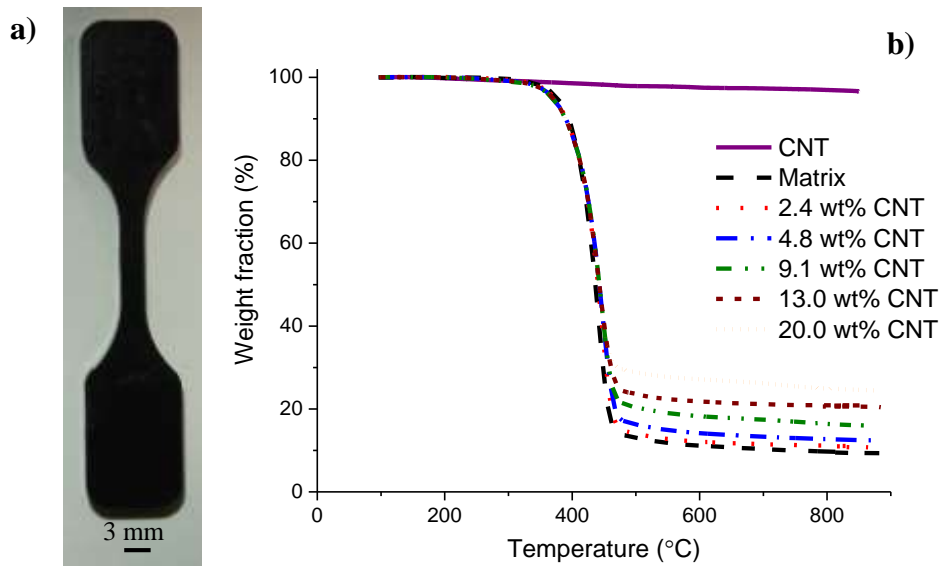 a)
3 mm
b)
Weight fraction (%)
100
80
60
40
20
0
0 200 400 600 800
Temperature (°C)
CNT
Matrix
2.4 wt% CNT
4.8 wt% CNT
9.1 wt% CNT
13.0 wt% CNT
20.0 wt% CNT